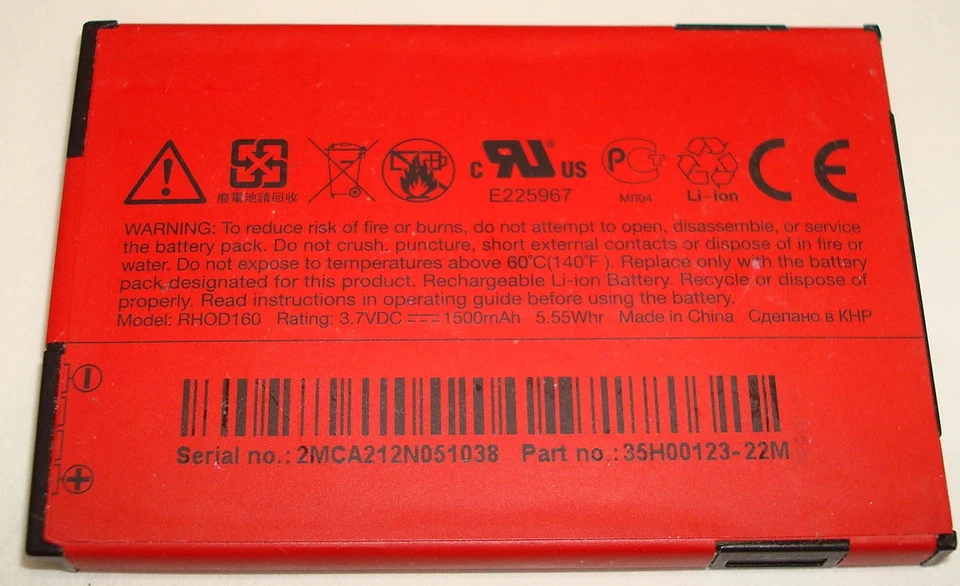 廢電池請回收
c RU US
E225967
PCT
MJ104
Li-ion
CE
WARNING: To reduce risk of fire or burns, do not attempt to open, disassemble, or service
the battery pack. Do not crush, puncture, short external contacts or dispose of in fire or
water. Do not expose to temperatures above 60°C(140°F ). Replace only with the battery
pack designed for this product. Rechargeable Li-ion Battery. Recycle or dispose of
properly. Read instructions in operating guide before using the battery.
Model: RHOD160 Rating: 3.7VDC 1500mAh 5.55Whr Made in China Сделано в КНР
Serial no.: 2MCA212N051038 Part no.: 35H00123-22M